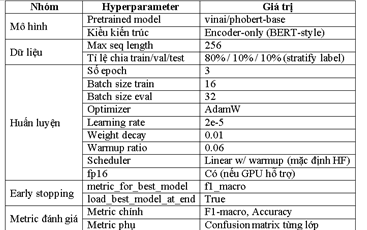 Nhóm Hyperparameter Giá trị
Mô hình Pretrained model vinai/phobert-base
Kiểu kiến trúc Encoder-only (BERT-style)
Dữ liệu Max seq length 256
Tỉ lệ chia train/val/test 80% / 10% / 10% (stratify label)
Huấn luyện Số epoch 3
Batch size train 16
Batch size eval 32
Optimizer AdamW
Learning rate 2e-5
Weight decay 0.01
Warmup ratio 0.06
Scheduler Linear w/ warmup (mặc định HF)
fp16 Có (nếu GPU hỗ trợ)
Early stopping metric_for_best_model f1_macro
load_best_model_at_end True
Metric đánh giá Metric chính F1-macro, Accuracy
Metric phụ Confusion matrix từng lớp